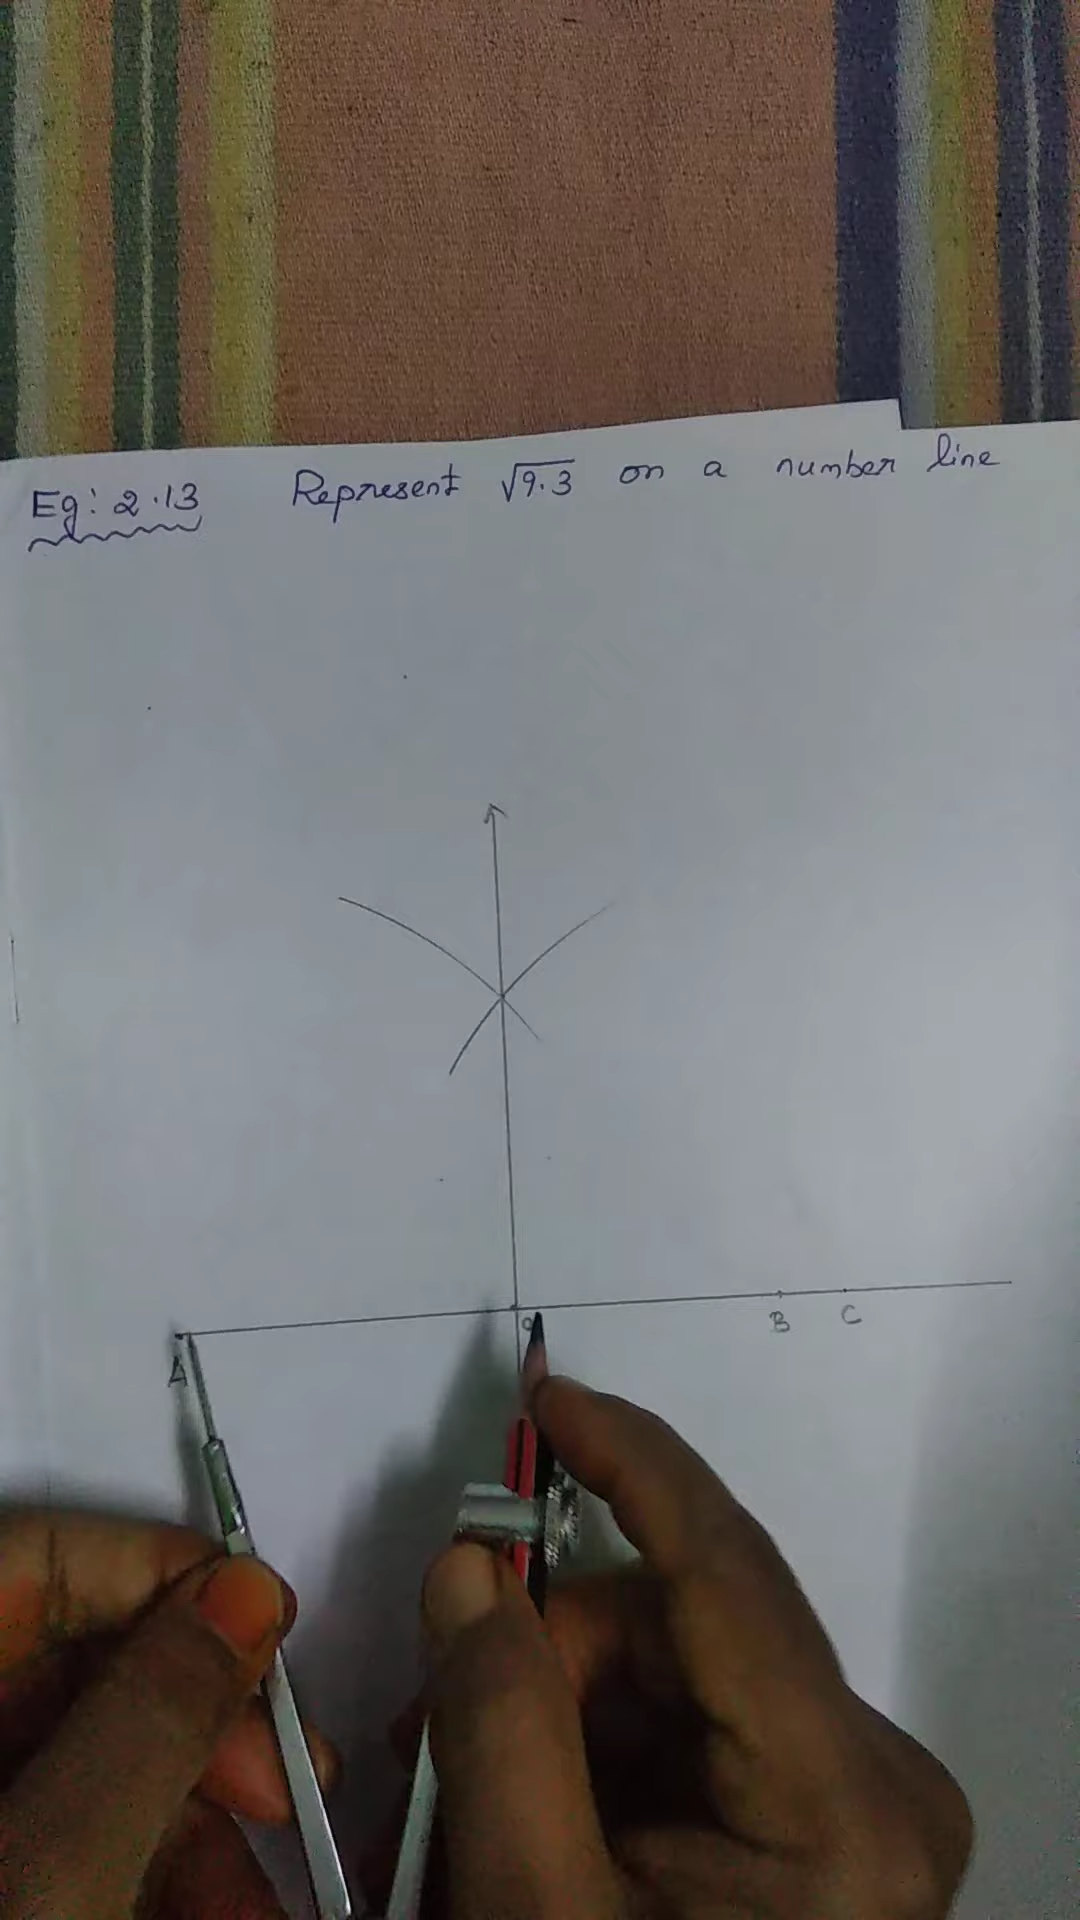 Eg: 2.13 Represent √9.3 on a number line
O
B C
A